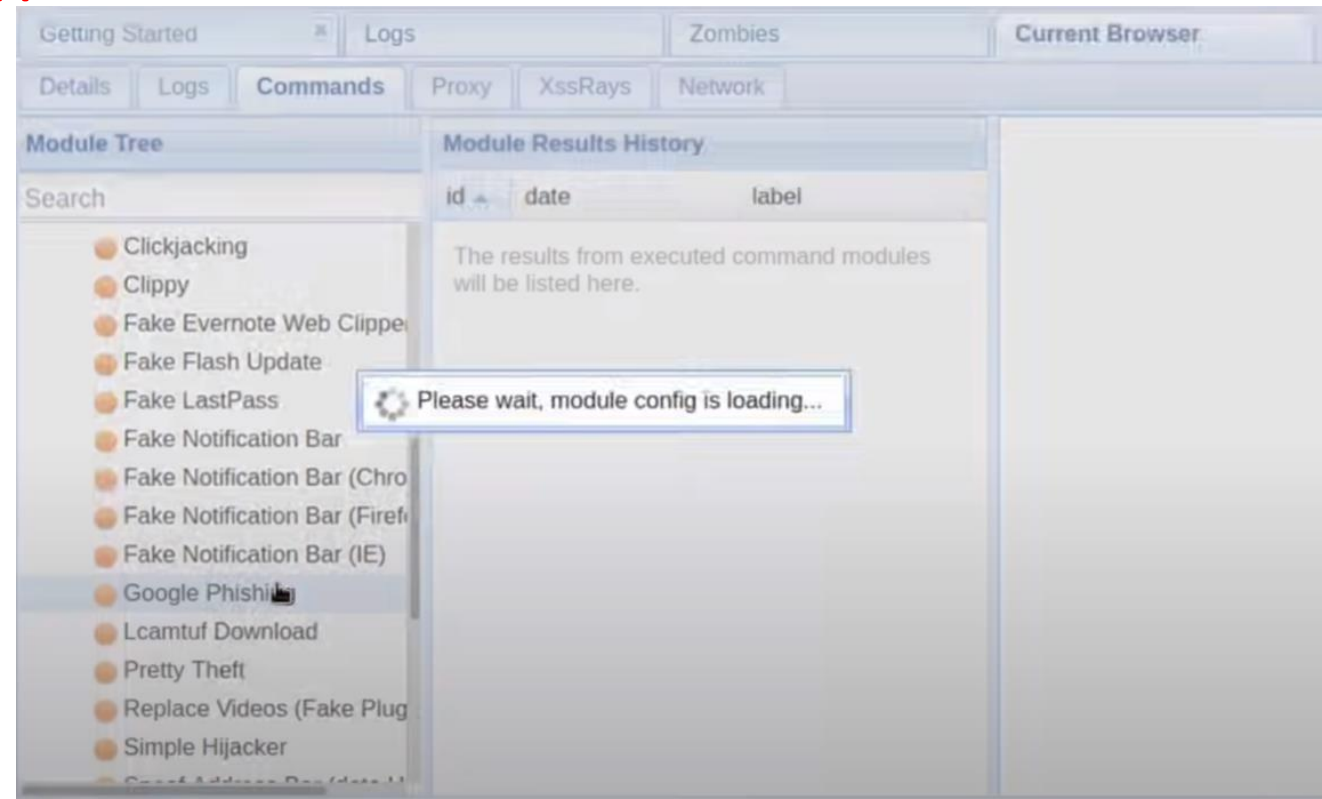 Getting Started Logs Zombies Current Browser
Details Logs Commands Proxy XssRays Network
Module Tree
Search
Clickjacking
Clippy
Fake Evernote Web Clipper
Fake Flash Update
Fake LastPass
Fake Notification Bar
Fake Notification Bar (Chro
Fake Notification Bar (Firef
Fake Notification Bar (IE)
Google Phishi
Lcamtuf Download
Pretty Theft
Replace Videos (Fake Plug
Simple Hijacker
Module Results History
id date label
The results from executed command modules
will be listed here.
Please wait, module config is loading...